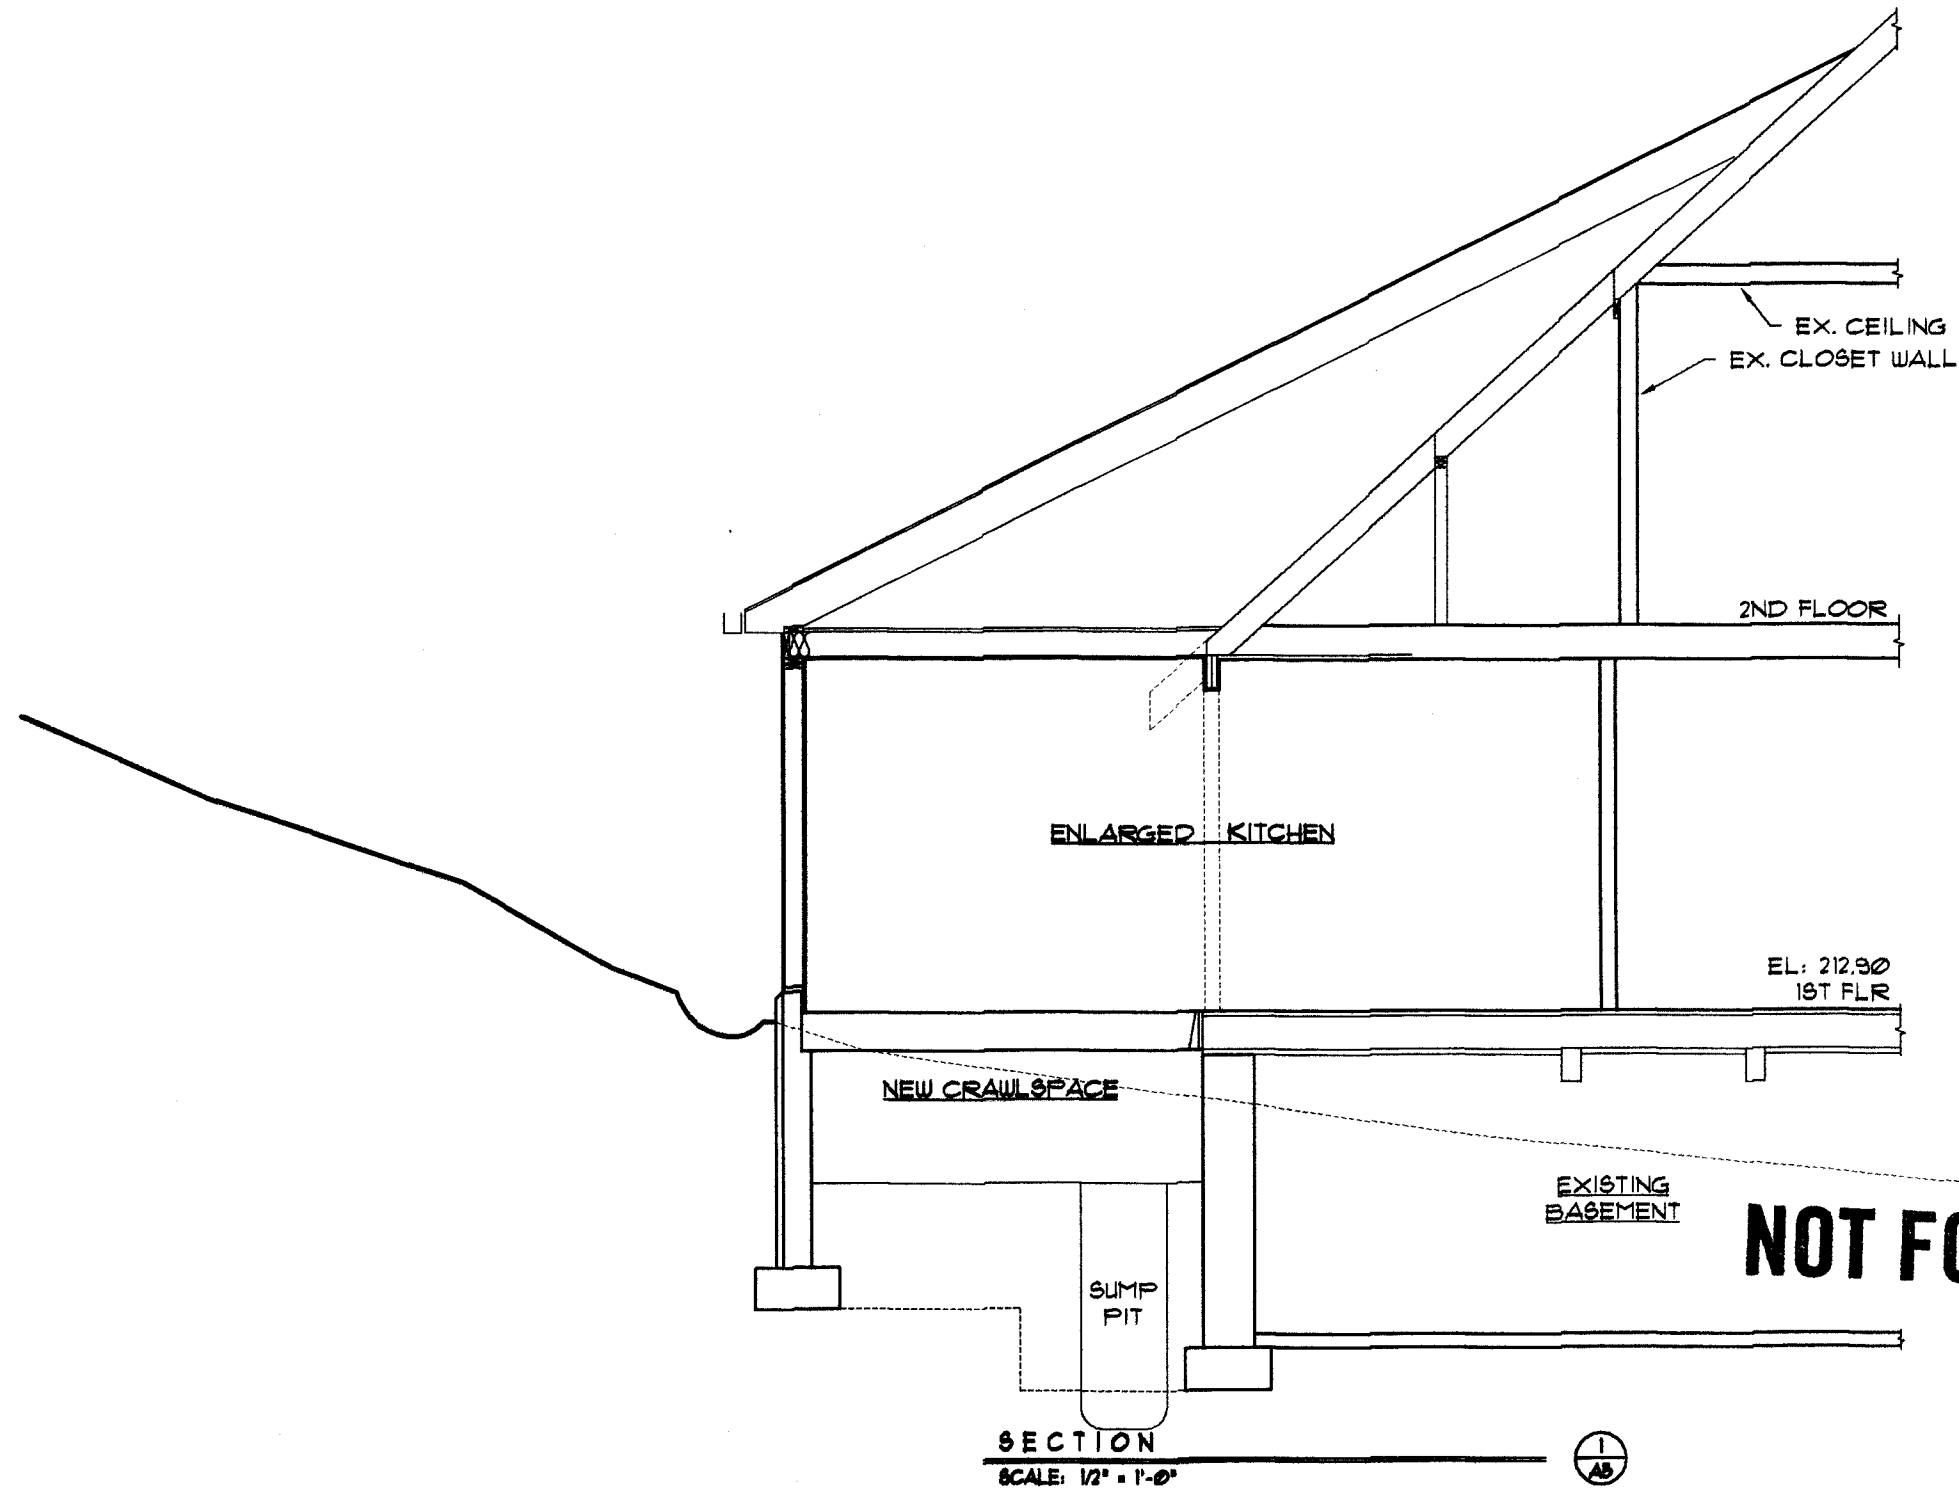 EX. CEILING
EX. CLOSET WALL
2ND FLOOR
ENLARGED KITCHEN
EL: 212.90
1ST FLR
NEW CRAWLSPACE
EXISTING
BASEMENT
NOT FO
SUMP
PIT
SECTION
SCALE: 1/2" = 1'-0"
1
A3